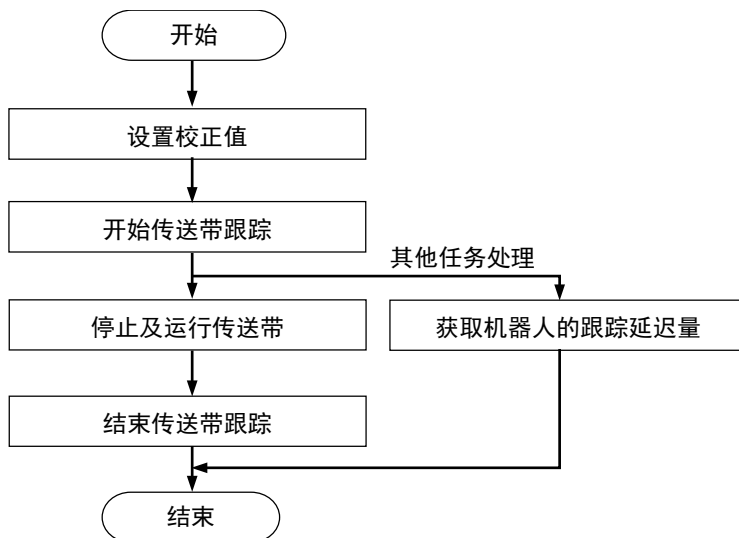 开始
设置校正值
开始传送带跟踪
其他任务处理
停止及运行传送带
获取机器人的跟踪延迟量
结束传送带跟踪
结束